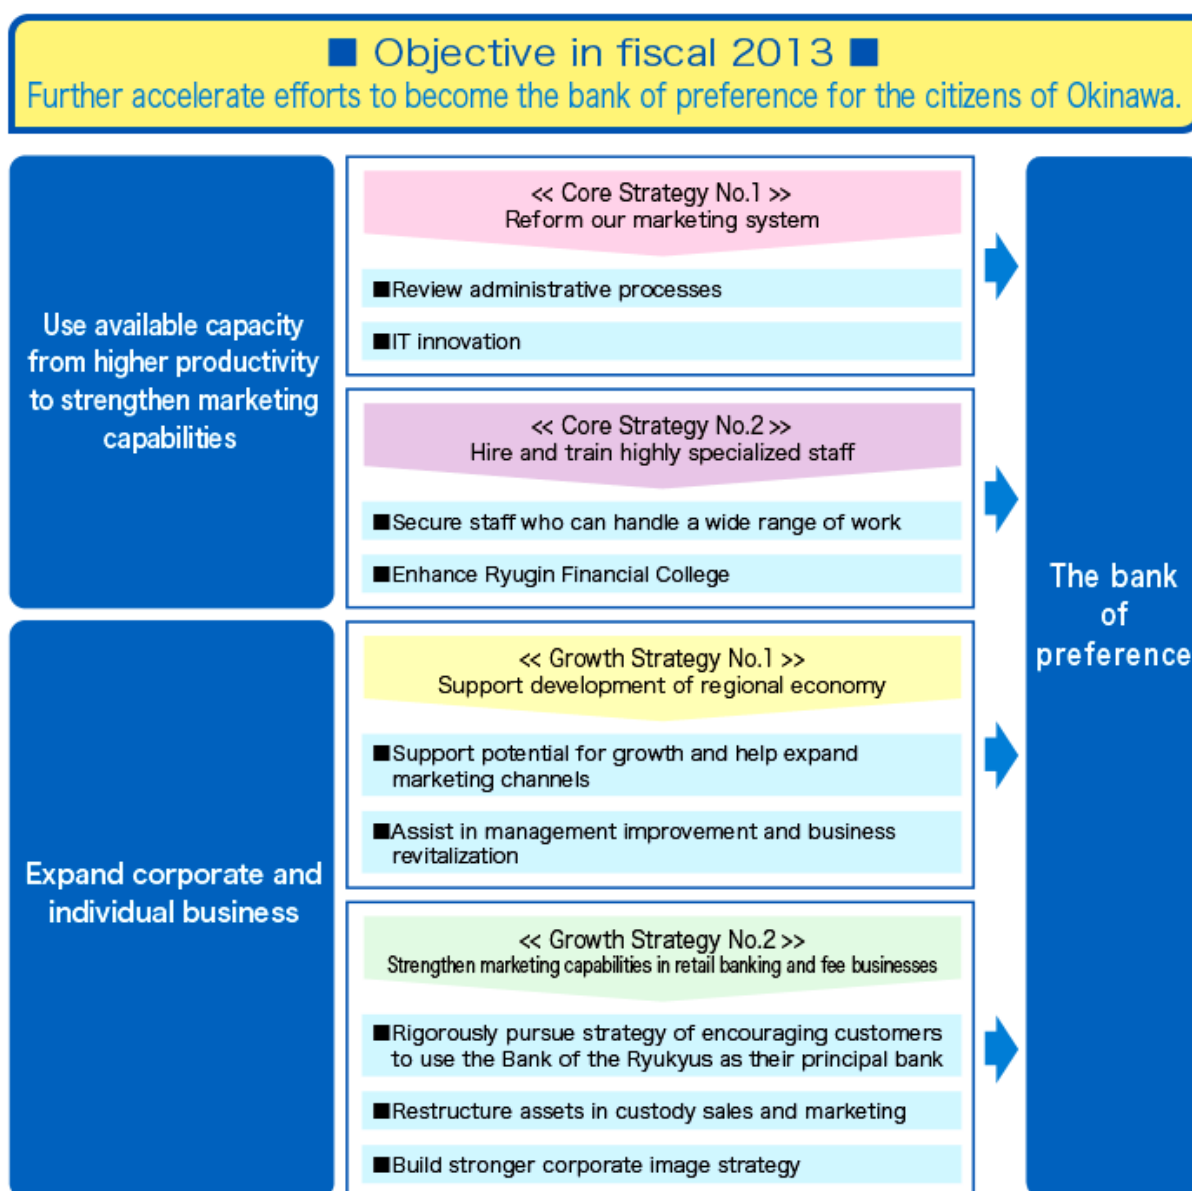 ■ Objective in fiscal 2013 ■
Further accelerate efforts to become the bank of preference for the citizens of Okinawa.
Use available capacity
from higher productivity
to strengthen marketing
capabilities
<< Core Strategy No.1 >>
Reform our marketing system
■Review administrative processes
■IT innovation
<< Core Strategy No.2 >>
Hire and train highly specialized staff
■Secure staff who can handle a wide range of work
■Enhance Ryugin Financial College
Expand corporate and
individual business
<< Growth Strategy No.1 >>
Support development of regional economy
■Support potential for growth and help expand
marketing channels
■Assist in management improvement and business
revitalization
<< Growth Strategy No.2 >>
Strengthen marketing capabilities in retail banking and fee businesses
■Rigorously pursue strategy of encouraging customers
to use the Bank of the Ryukyus as their principal bank
■Restructure assets in custody sales and marketing
■Build stronger corporate image strategy
The bank
of
preference